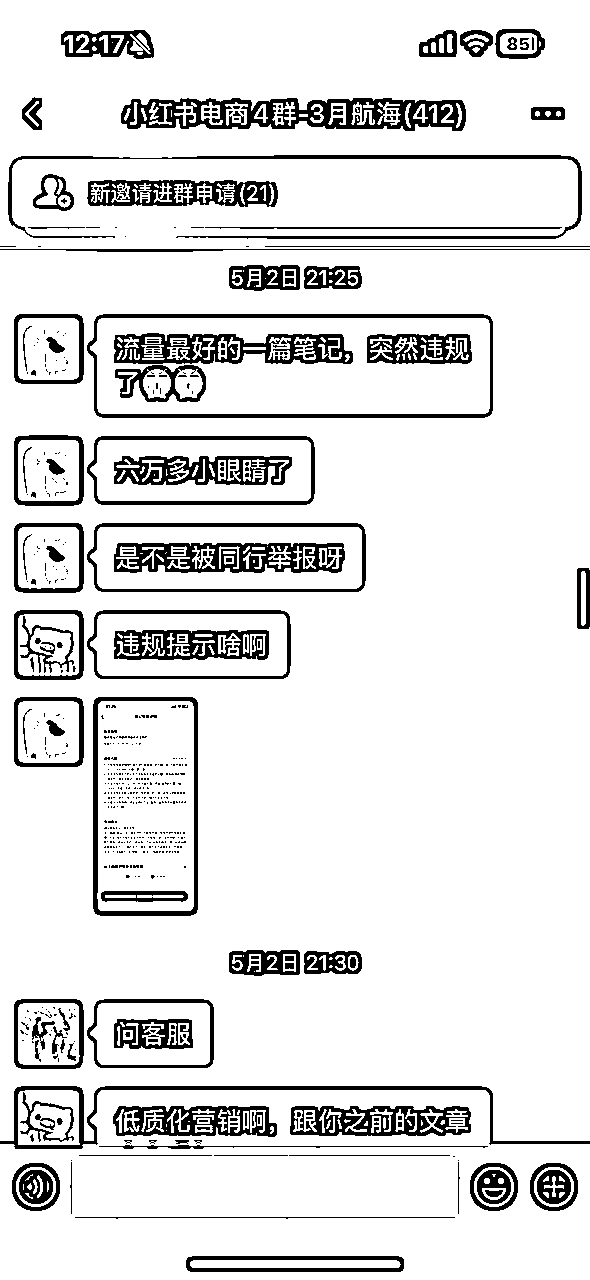 12:17
85
小红书电商4群-3月航海(412)
新邀请进群申请(21)
5月2日 21:25
流量最好的一篇笔记，突然违规
了
六万多小眼睛了
是不是被同行举报呀
违规提示啥啊
5月2日 21:30
问客服
低质化营销啊，跟你之前的文章